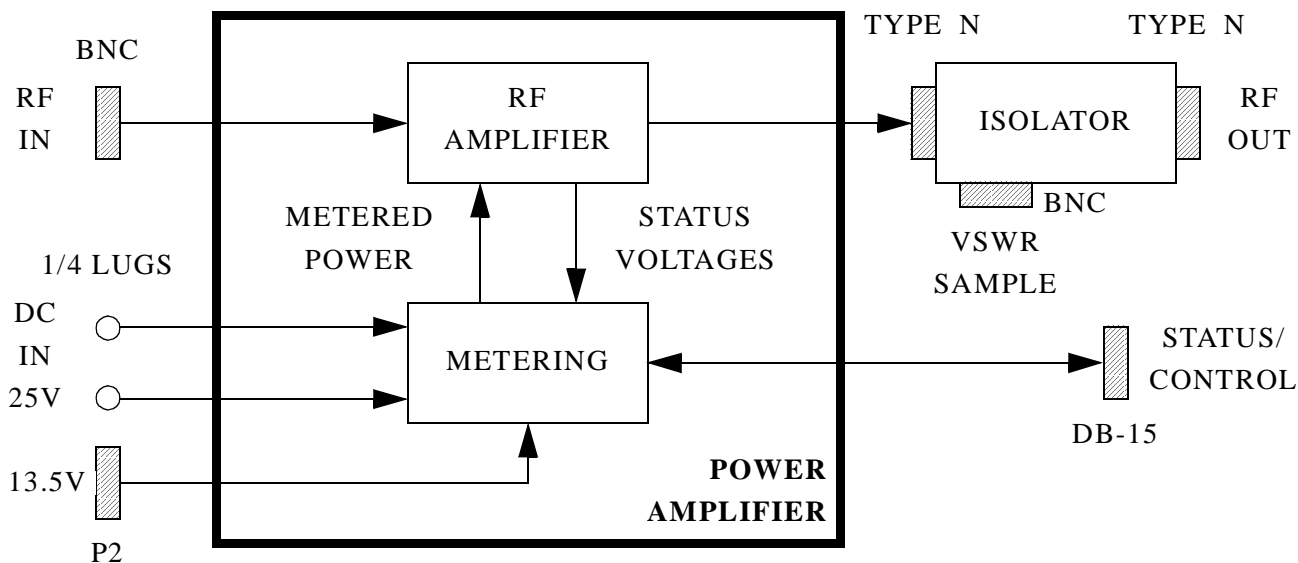 BNC
RF
IN
RF
AMPLIFIER
TYPE N
TYPE N
ISOLATOR
RF
OUT
BNC
VSWR
SAMPLE
METERED
POWER
STATUS
VOLTAGES
1/4 LUGS
DC
IN
25V
METERING
STATUS/
CONTROL
DB-15
13.5V
P2
POWER
AMPLIFIER